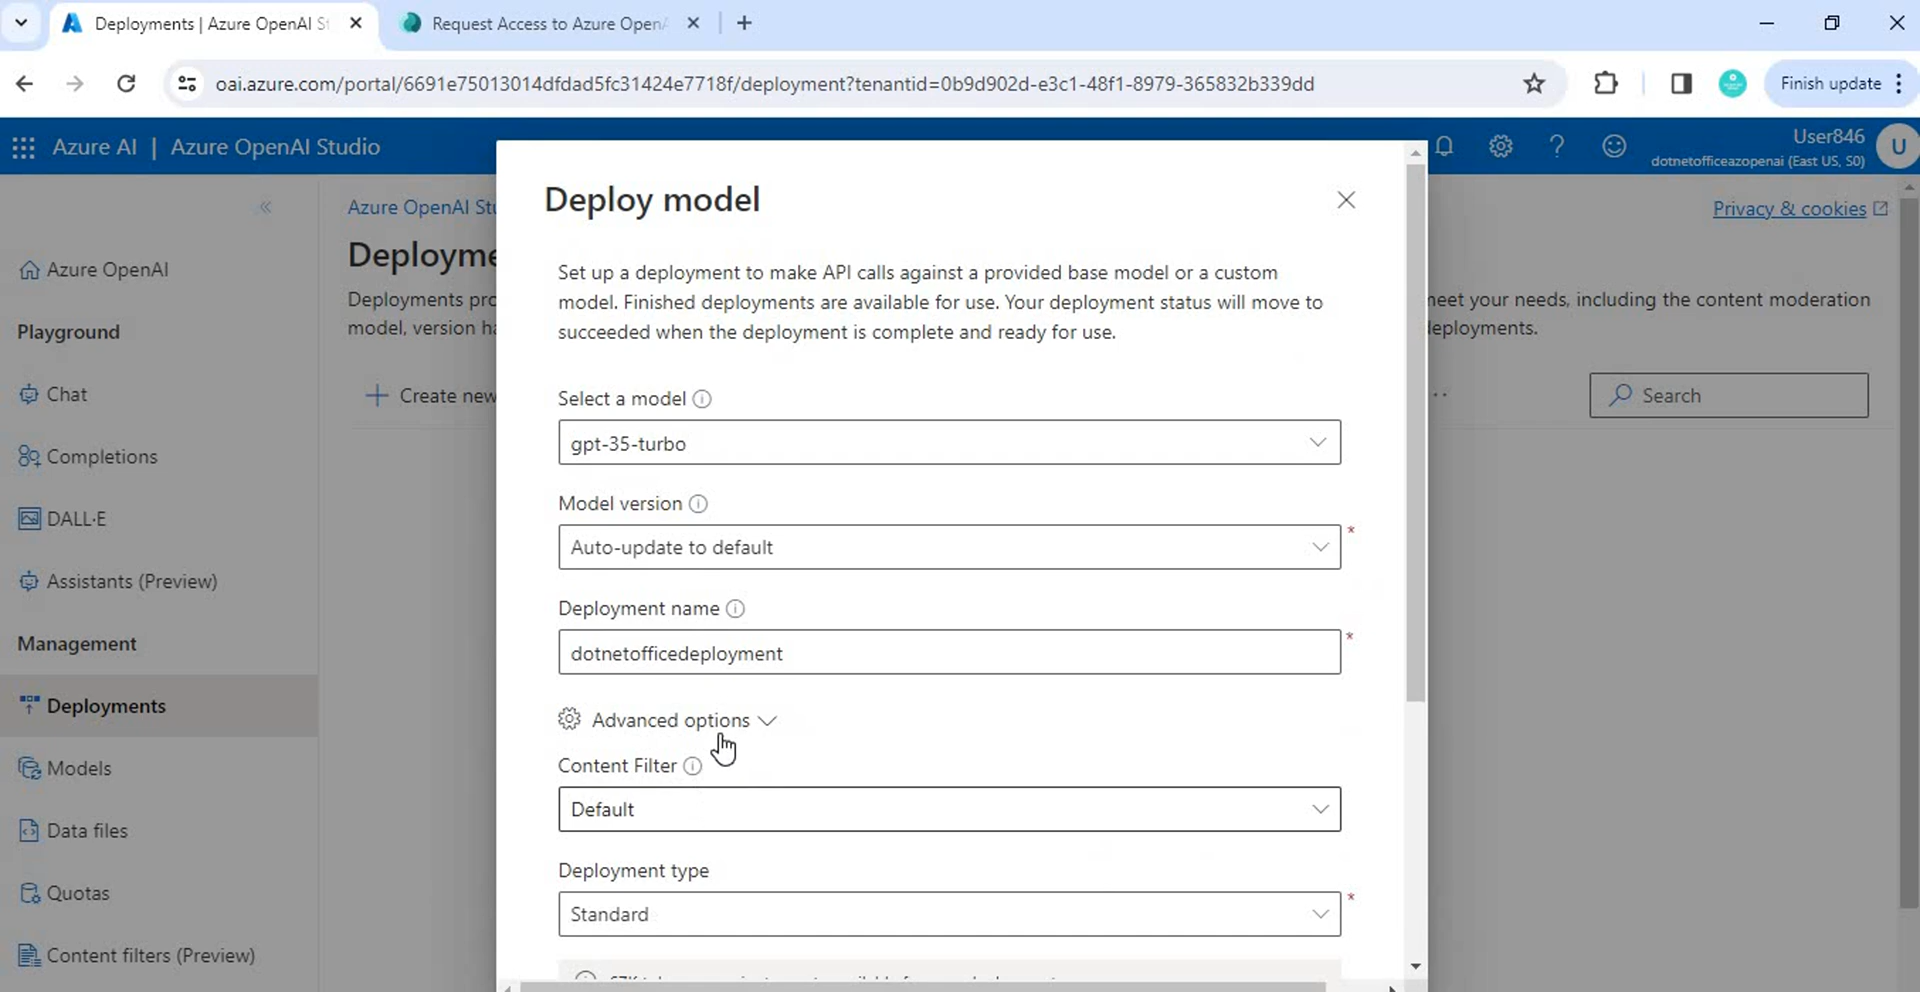 Deployments | Azure OpenAI St
Request Access to Azure OpenA
oai.azure.com/portal/6691e75013014dfdad5fc31424e7718f/deployment?tenantid=0b9d902d-e3c1-48f1-8979-365832b339dd
Finish update
Azure AI | Azure OpenAI Studio
User846
dotnetofficeazopenai (East US, S0)
U
Azure OpenAI
Playground
Chat
Completions
DALL·E
Assistants (Preview)
Management
Deployments
Models
Data files
Quotas
Content filters (Preview)
Azure OpenAI Stu
Privacy & cookies
Deployme
Deployments pro
meet your needs, including the content moderation
model, version ha
deployments.
Create new
Search
Deploy model
Set up a deployment to make API calls against a provided base model or a custom
model. Finished deployments are available for use. Your deployment status will move to
succeeded when the deployment is complete and ready for use.
Select a model
gpt-35-turbo
Model version
Auto-update to default *
Deployment name
dotnetofficedeployment *
Advanced options
Content Filter
Default
Deployment type
Standard *